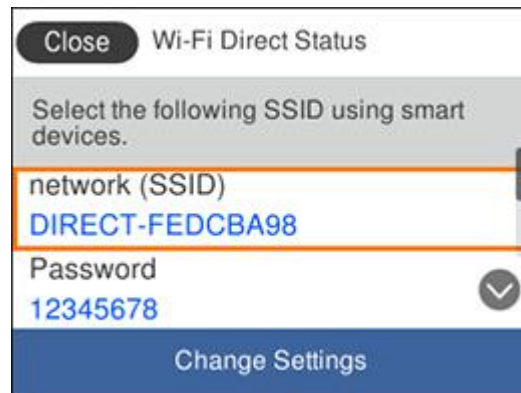 Close Wi-Fi Direct Status
Select the following SSID using smart
devices.
network (SSID)
DIRECT-FEDCBA98
Password
12345678
Change Settings